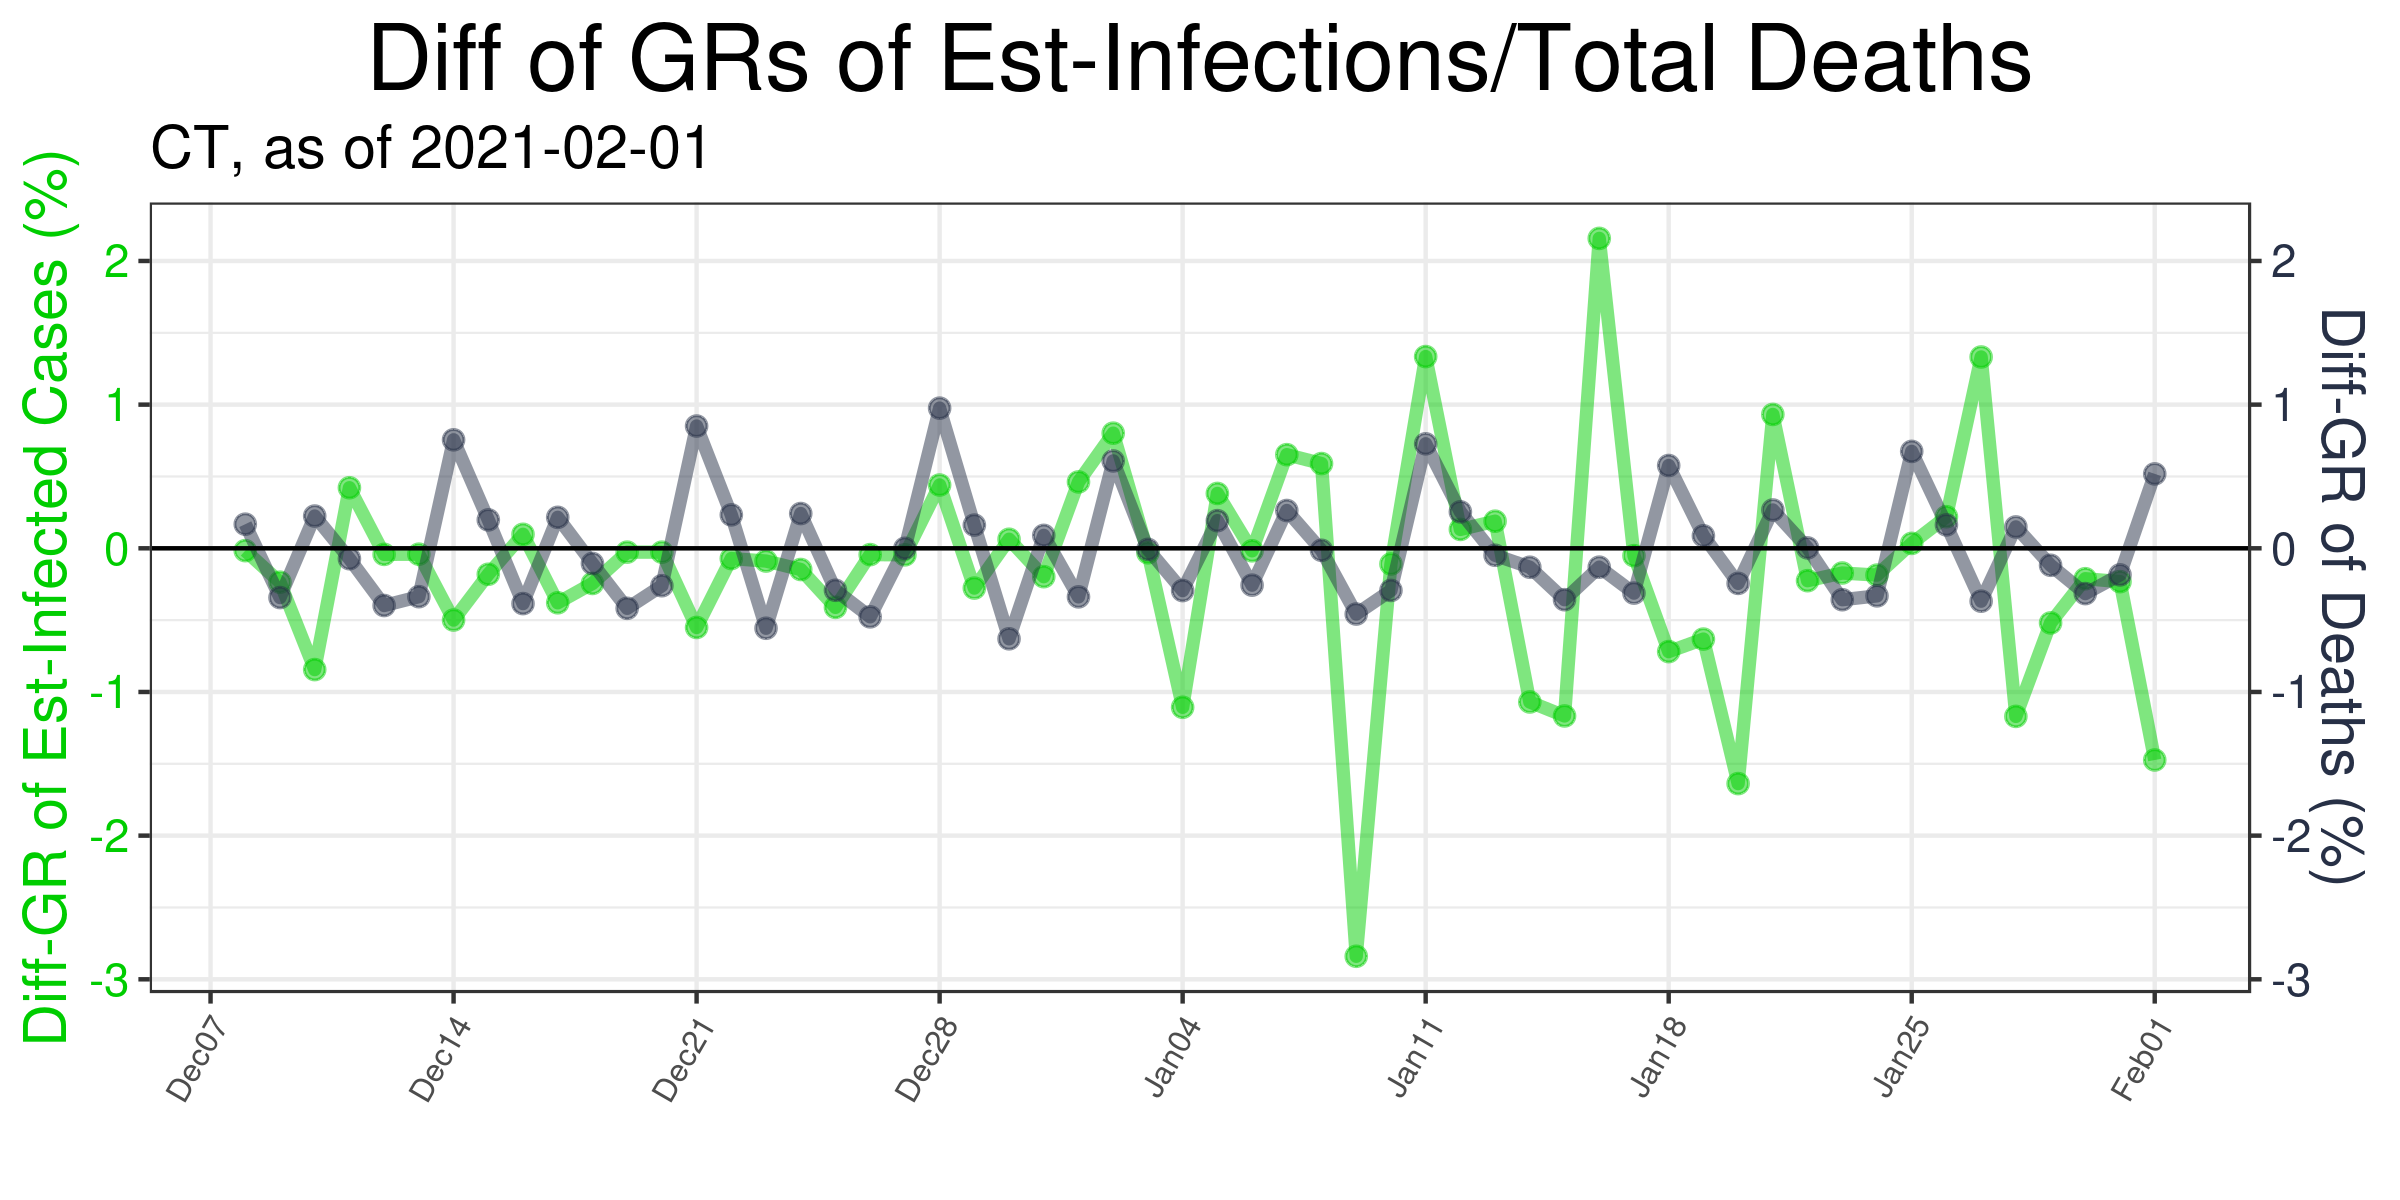 Diff of GRs of Est-Infections/Total Deaths
CT, as of 2021-02-01
Diff-GR of Est-Infected Cases (%)
2
1
0
-1
-2
-3
2
1
0
-1
-2
-3
Diff-GR of Deaths (%)
Dec07
Dec14
Dec21
Dec28
Jan04
Jan11
Jan18
Jan25
Feb01